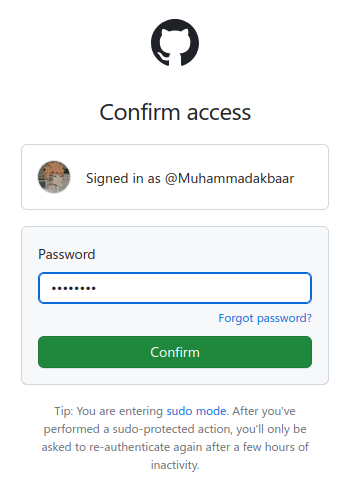 Confirm access
Signed in as @Muhammadakbaar
Password
••••••••
Forgot password?
Confirm
Tip: You are entering sudo mode. After you've
performed a sudo-protected action, you'll only be
asked to re-authenticate again after a few hours of
inactivity.